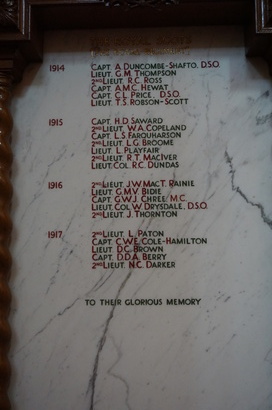 1914 CAPT. A. DUNCOMBE-SHAFTO, D.S.O.
LIEUT. G.M. THOMPSON
2ND LIEUT. R.C. ROSS
CAPT. A.M.C. HEWAT
CAPT. C.L. PRICE, D.S.O.
LIEUT. T.S. ROBSON-SCOTT
1915 CAPT. H.D. SAWARD
2ND LIEUT. W.A. COPELAND
CAPT. L.S. FARQUHARSON
2ND LIEUT. L.G. BROOME
LIEUT. L. PLAYFAIR
2ND LIEUT. R.T. MACIVER
LIEUT. COL. R.C. DUNDAS
1916 2ND LIEUT. J.W. MACT. RAINIE
LIEUT. G.M.V. BIDIE
CAPT. G.W.J. CHREE, M.C.
LIEUT. COL. W. DRYSDALE, D.S.O.
2ND LIEUT. J. THORNTON
1917 2ND LIEUT. L. PATON
CAPT. C.W.E. COLE-HAMILTON
LIEUT. D.C. BROWN
CAPT. D.D.A. BERRY
2ND LIEUT. N.C. DARKER
TO THEIR GLORIOUS MEMORY